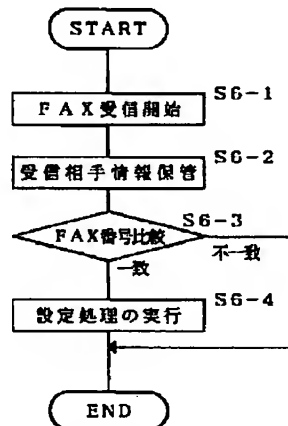 START
S6-1
FAX受信開始
S6-2
受信相手情報保管
S6-3
FAX番号比較
不一致
一致
S6-4
設定処理の実行
END